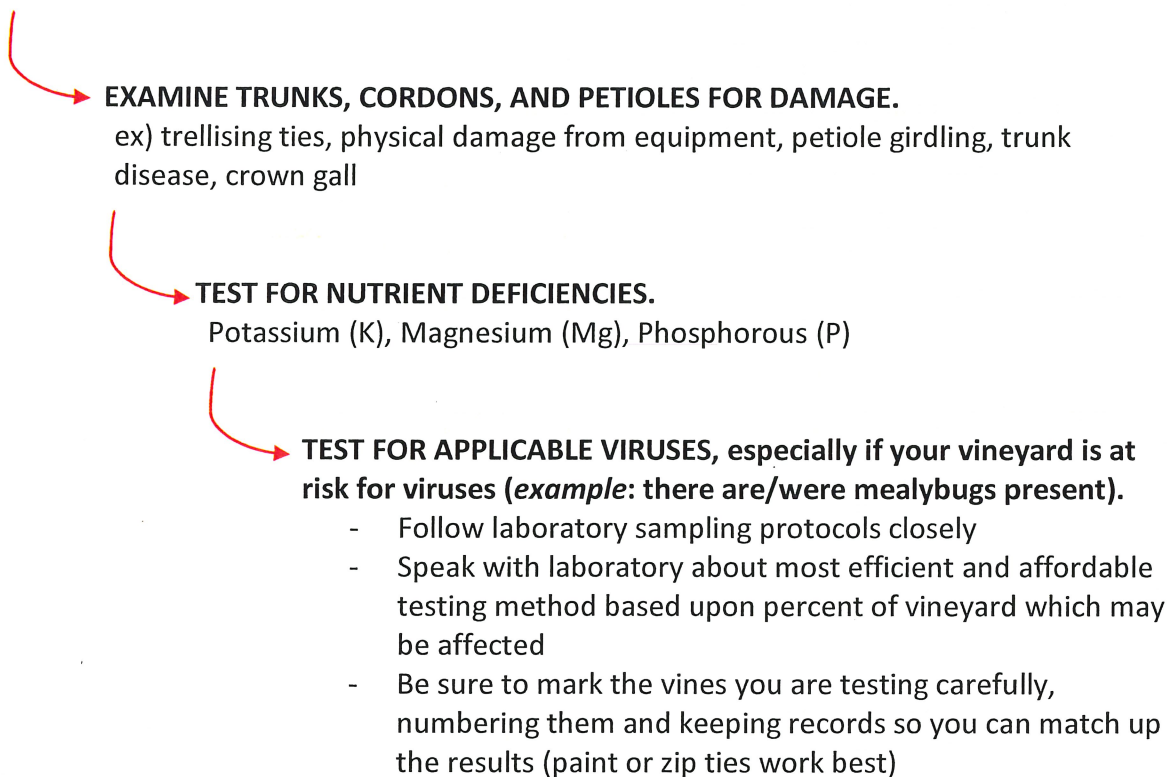 EXAMINE TRUNKS, CORDONS, AND PETIOLES FOR DAMAGE.
ex) trellising ties, physical damage from equipment, petiole girdling, trunk
disease, crown gall
TEST FOR NUTRIENT DEFICIENCIES.
Potassium (K), Magnesium (Mg), Phosphorous (P)
TEST FOR APPLICABLE VIRUSES, especially if your vineyard is at
risk for viruses (example: there are/were mealybugs present).
- Follow laboratory sampling protocols closely
- Speak with laboratory about most efficient and affordable
testing method based upon percent of vineyard which may
be affected
- Be sure to mark the vines you are testing carefully,
numbering them and keeping records so you can match up
the results (paint or zip ties work best)